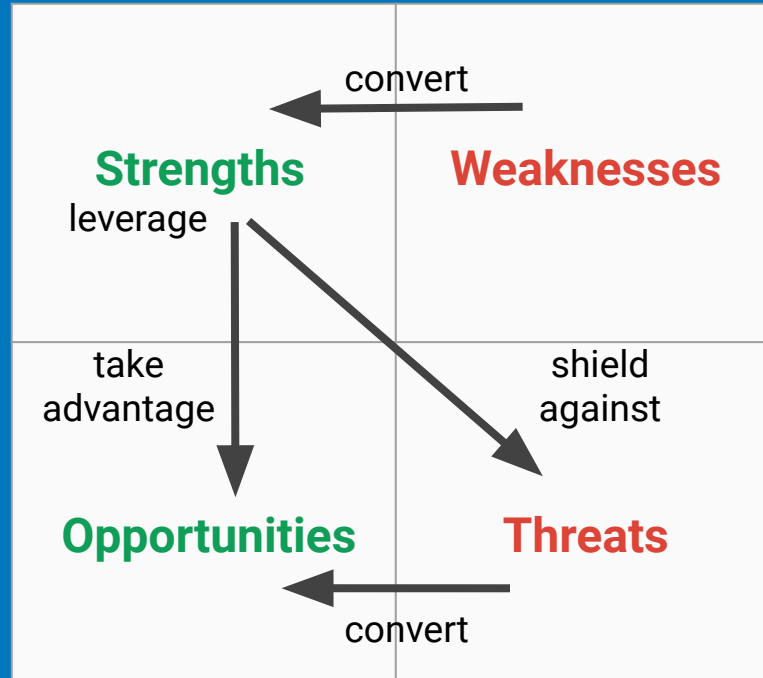 convert
Strengths
Weaknesses
leverage
take
advantage
shield
against
Opportunities
Threats
convert